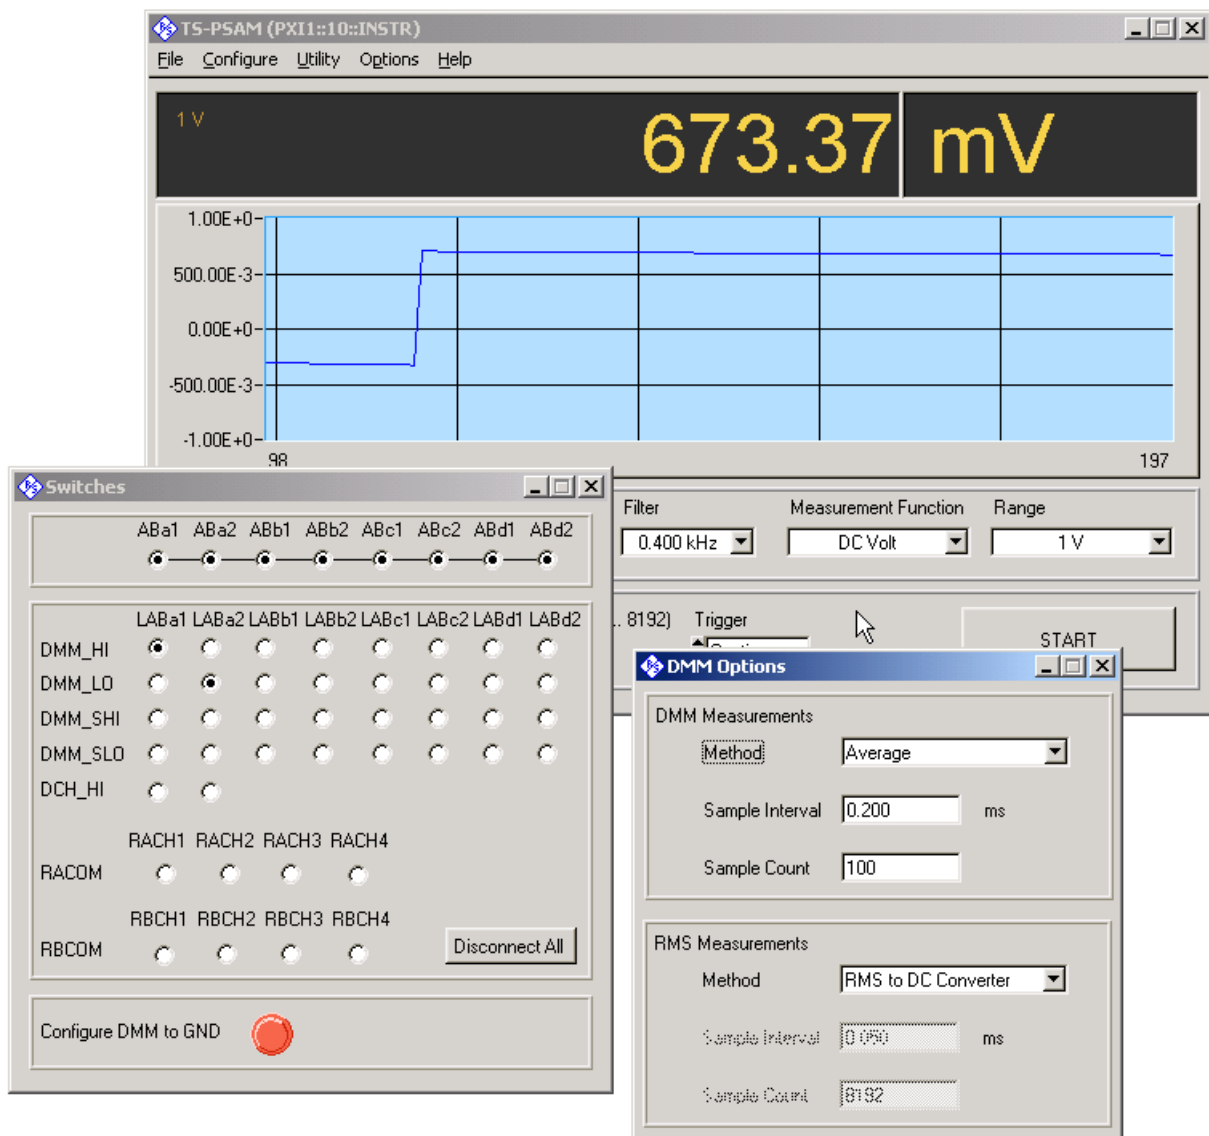 TS-PSAM (PXI1::10::INSTR)
File Configure Utility Options Help
1 V
673.37 mV
1.00E+0
500.00E-3
0.00E+0
-500.00E-3
-1.00E+0
98 197
Filter Measurement Function Range
0.400 kHz DC Volt 1 V
.. 8192) Trigger
START
Switches
ABa1 ABa2 ABb1 ABb2 ABc1 ABc2 ABd1 ABd2
LABa1 LABa2 LABb1 LABb2 LABc1 LABc2 LABd1 LABd2
DMM_HI
DMM_LO
DMM_SHI
DMM_SLO
DCH_HI
RACH1 RACH2 RACH3 RACH4
RACOM
RBCH1 RBCH2 RBCH3 RBCH4
RBCOM
Disconnect All
Configure DMM to GND
DMM Options
DMM Measurements
Method Average
Sample Interval 0.200 ms
Sample Count 100
RMS Measurements
Method RMS to DC Converter
Sample Interval 0.050 ms
Sample Count 8192